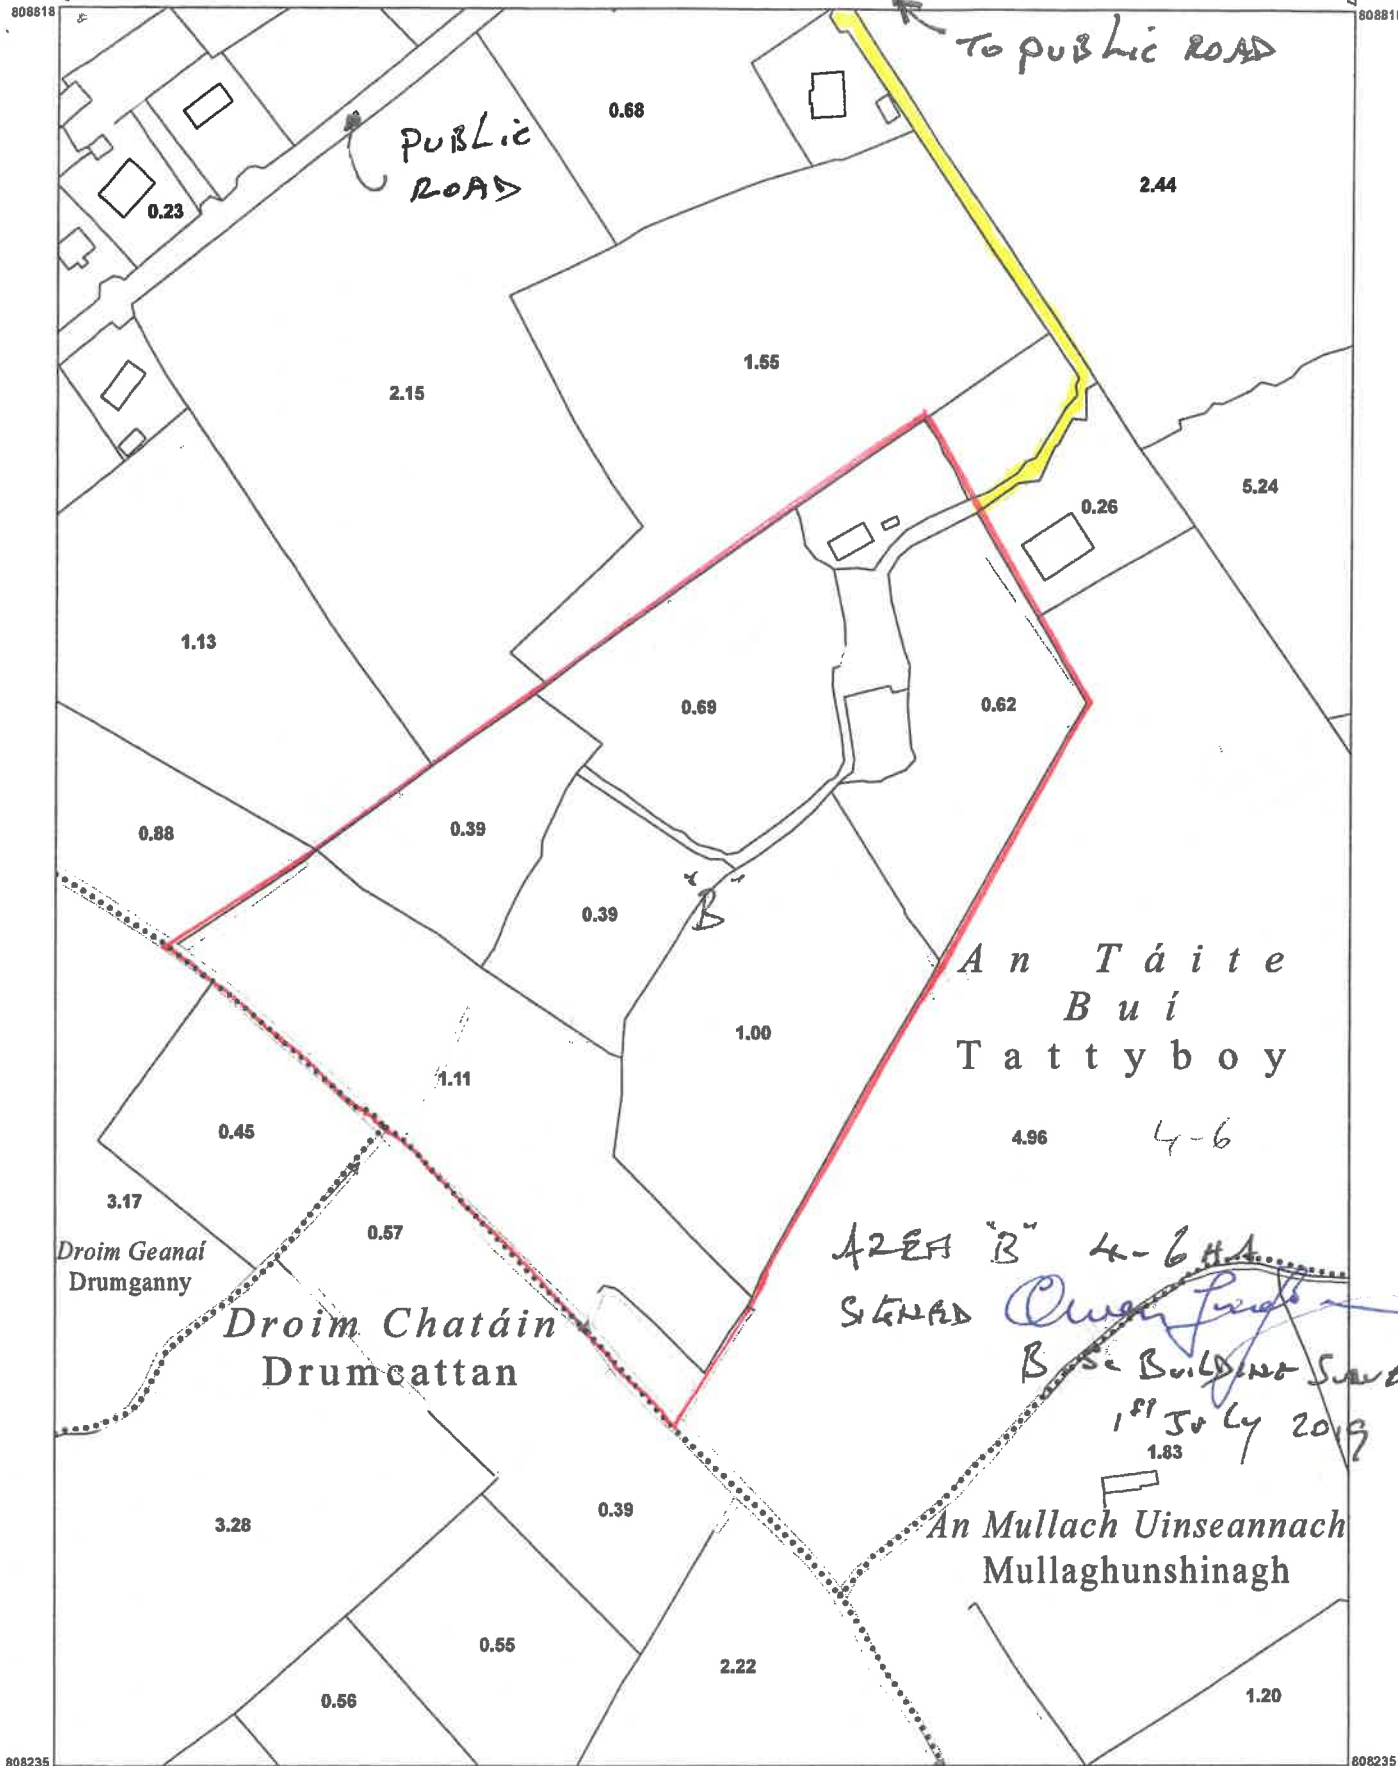 808818
808818
TO PUBLIC ROAD
PUBLIC
ROAD
0.68
2.44
0.23
1.55
2.15
5.24
0.26
1.13
0.69
0.62
0.88
0.39
0.39
"B"
An Táite
Buí
Tattyboy
1.00
1.11
0.45
4.96
4-6
3.17
0.57
Droim Geanaí
Drumganny
AREA "B" 4-6 HA
SIGNED
Droim Chatáin
Drumcattan
BSc BUILDING
1st July 2019
1.83
3.28
0.39
An Mullach Uinseannach
Mullaghunshinagh
0.55
2.22
0.56
1.20
808235
808235